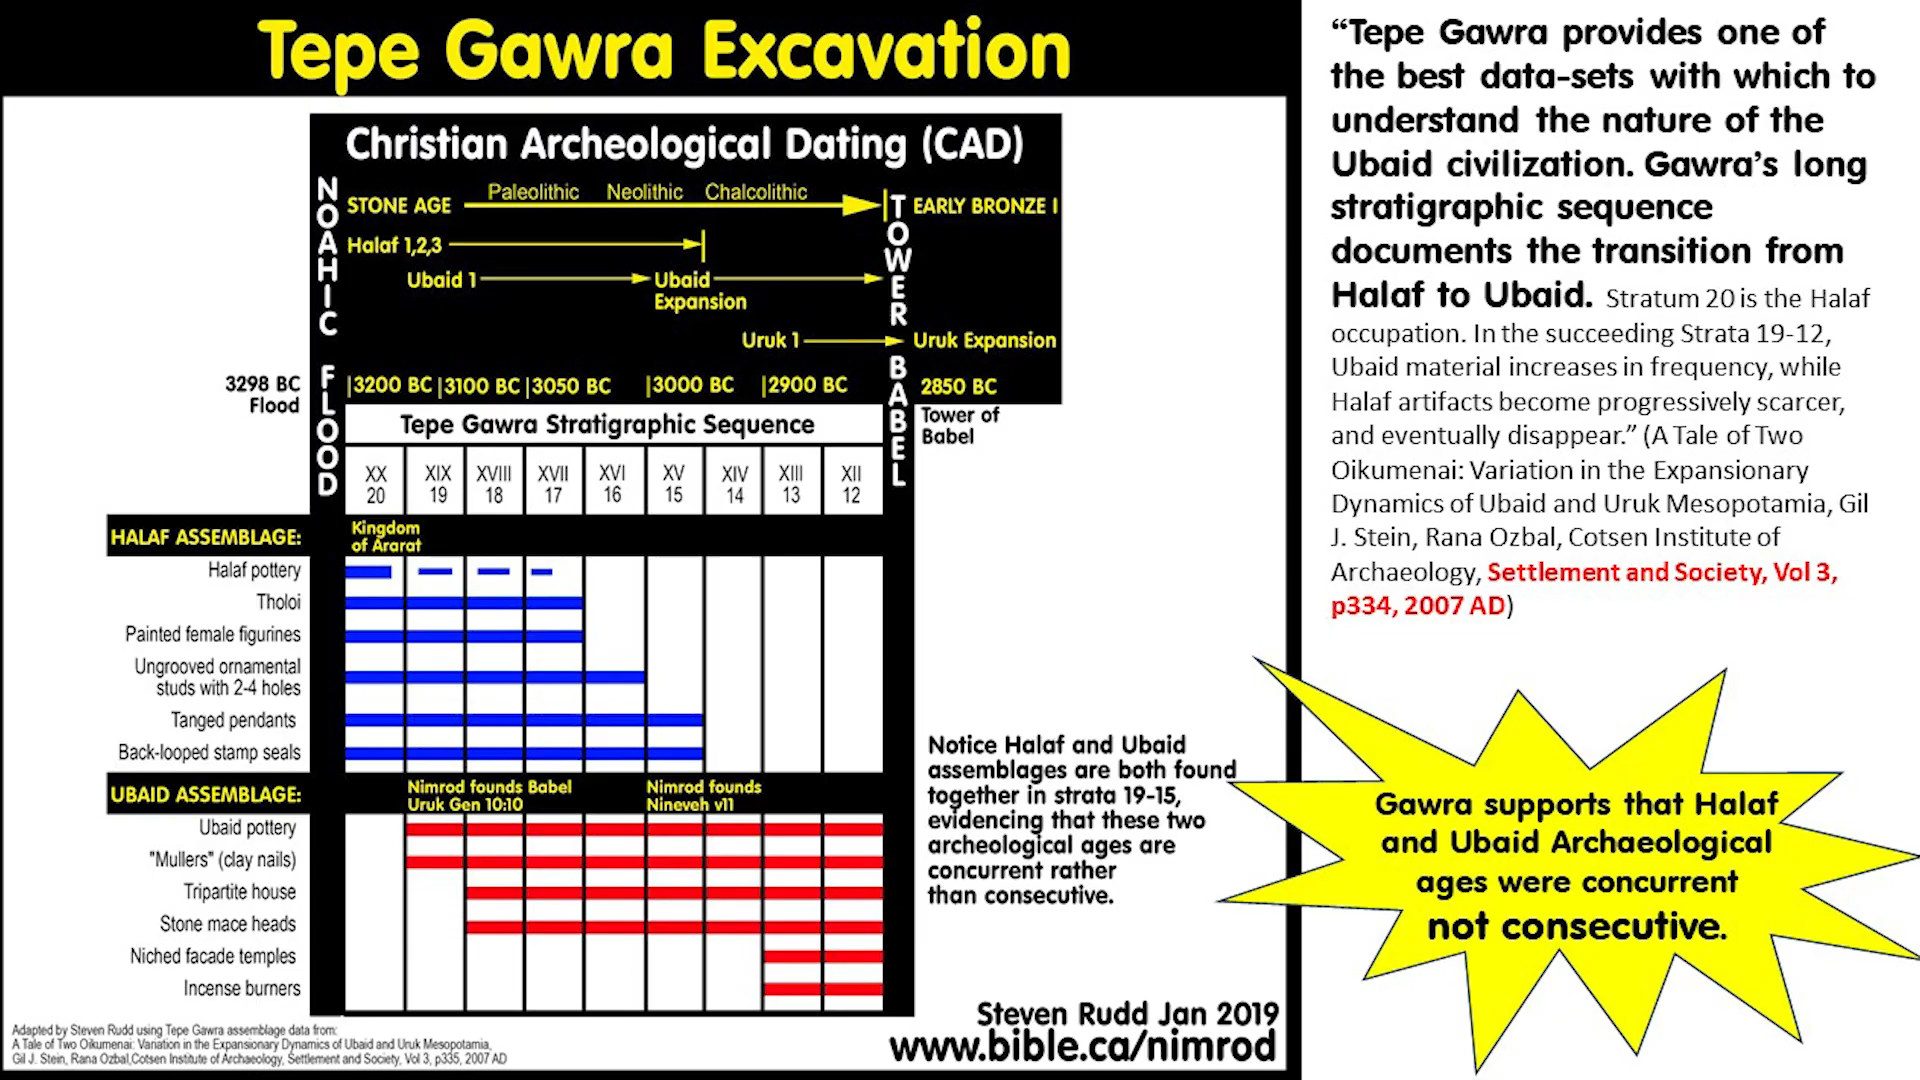 Tepe Gawra Excavation
Christian Archeological Dating (CAD)
NOAHIC FLOOD
TOWER BABEL
STONE AGE
Paleolithic Neolithic Chalcolithic
EARLY BRONZE I
Halaf 1,2,3
Ubaid 1
Ubaid
Expansion
Uruk 1
Uruk Expansion
3298 BC
Flood
|3200 BC |3100 BC |3050 BC |3000 BC |2900 BC 2850 BC
Tower of
Babel
Tepe Gawra Stratigraphic Sequence
XX XIX XVIII XVII XVI XV XIV XIII XII
20 19 18 17 16 15 14 13 12
HALAF ASSEMBLAGE:
Kingdom
of Ararat
Halaf pottery
Tholoi
Painted female figurines
Ungrooved ornamental
studs with 2-4 holes
Tanged pendants
Back-looped stamp seals
UBAID ASSEMBLAGE:
Nimrod founds Babel
Uruk Gen 10:10
Nimrod founds
Nineveh v11
Ubaid pottery
"Mullers" (clay nails)
Tripartite house
Stone mace heads
Niched facade temples
Incense burners
Notice Halaf and Ubaid
assemblages are both found
together in strata 19-15,
evidencing that these two
archeological ages are
concurrent rather
than consecutive.
Steven Rudd Jan 2019
www.bible.ca/nimrod
Adapted by Steven Rudd using Tepe Gawra assemblage data from:
A Tale of Two Oikumenai: Variation in the Expansionary Dynamics of Ubaid and Uruk Mesopotamia,
Gil J. Stein, Rana Ozbal,Cotsen Institute of Archaeology, Settlement and Society, Vol 3, p335, 2007 AD
“Tepe Gawra provides one of
the best data-sets with which to
understand the nature of the
Ubaid civilization. Gawra’s long
stratigraphic sequence
documents the transition from
Halaf to Ubaid. Stratum 20 is the Halaf
occupation. In the succeeding Strata 19-12,
Ubaid material increases in frequency, while
Halaf artifacts become progressively scarcer,
and eventually disappear.” (A Tale of Two
Oikumenai: Variation in the Expansionary
Dynamics of Ubaid and Uruk Mesopotamia, Gil
J. Stein, Rana Ozbal, Cotsen Institute of
Archaeology, Settlement and Society, Vol 3,
p334, 2007 AD)
Gawra supports that Halaf
and Ubaid Archaeological
ages were concurrent
not consecutive.